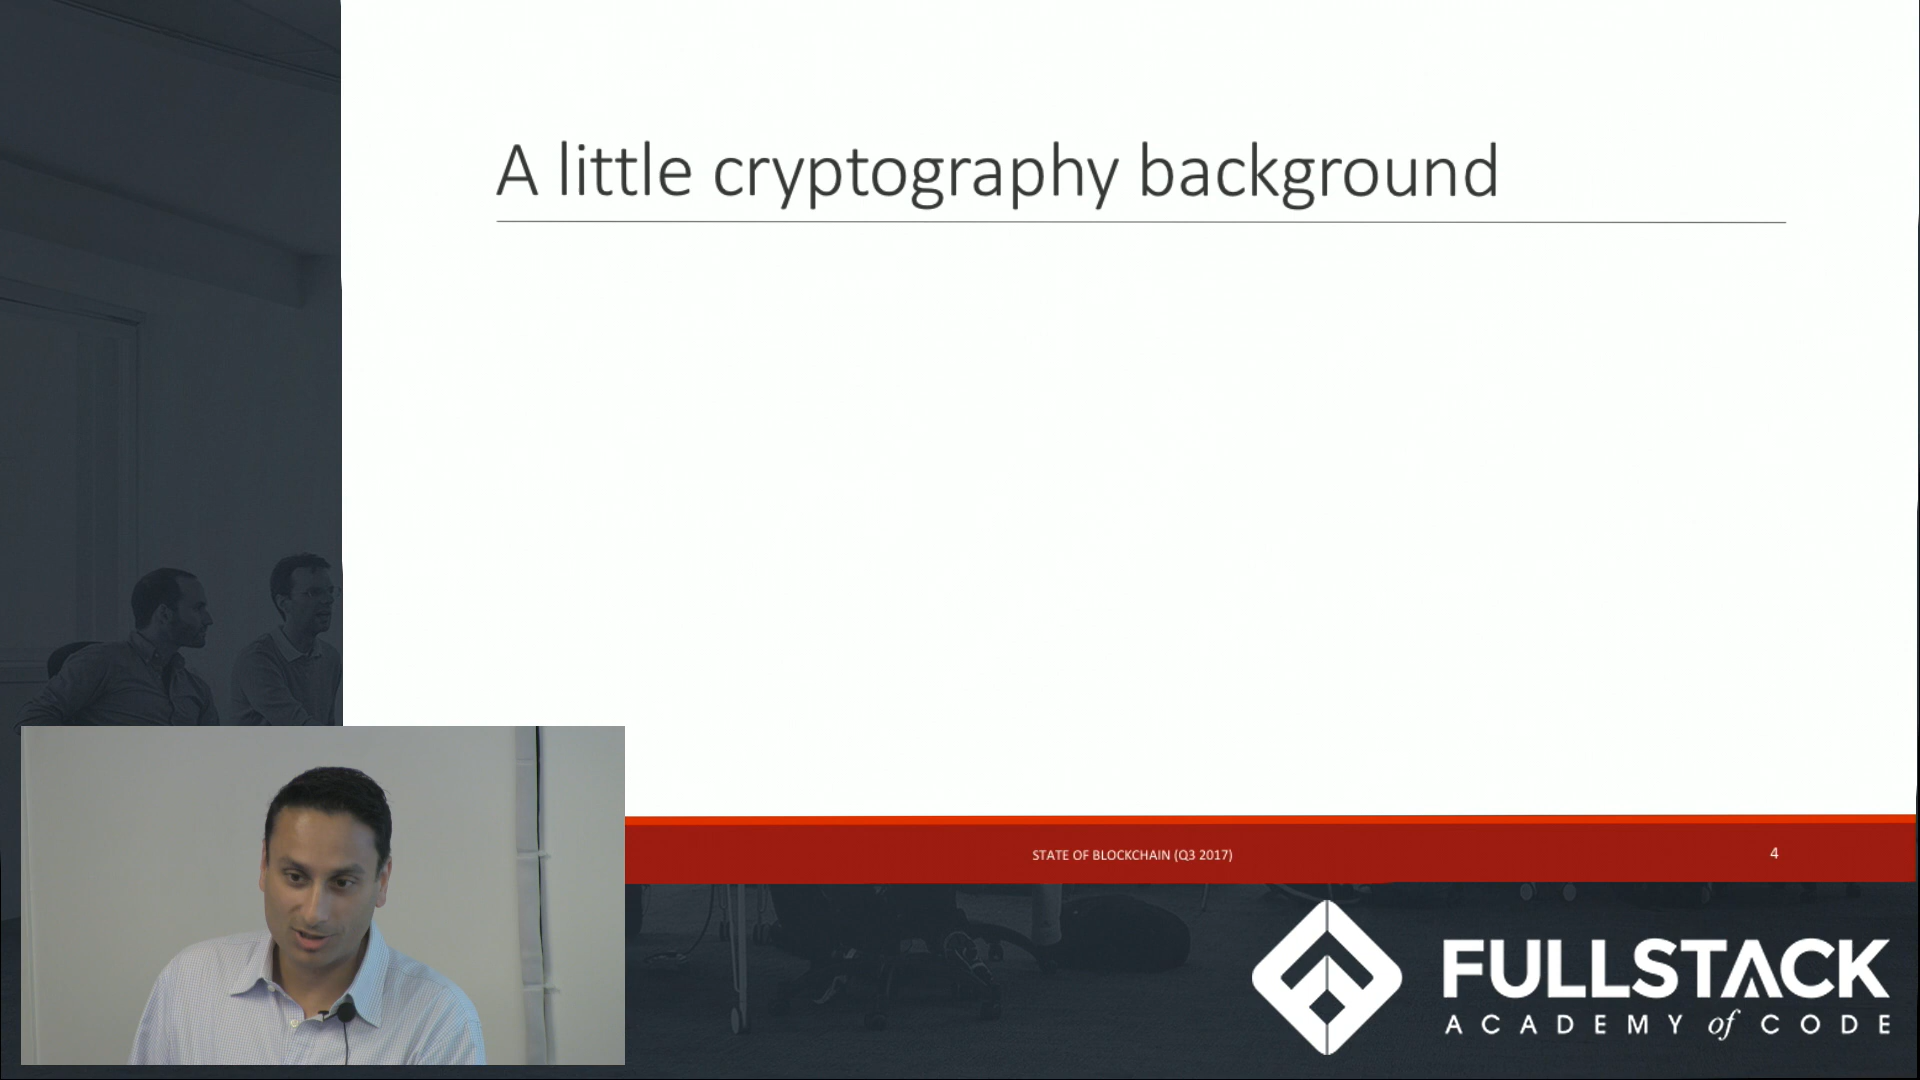 A little cryptography background
STATE OF BLOCKCHAIN (Q3 2017)
4
FULLSTACK
ACADEMY of CODE